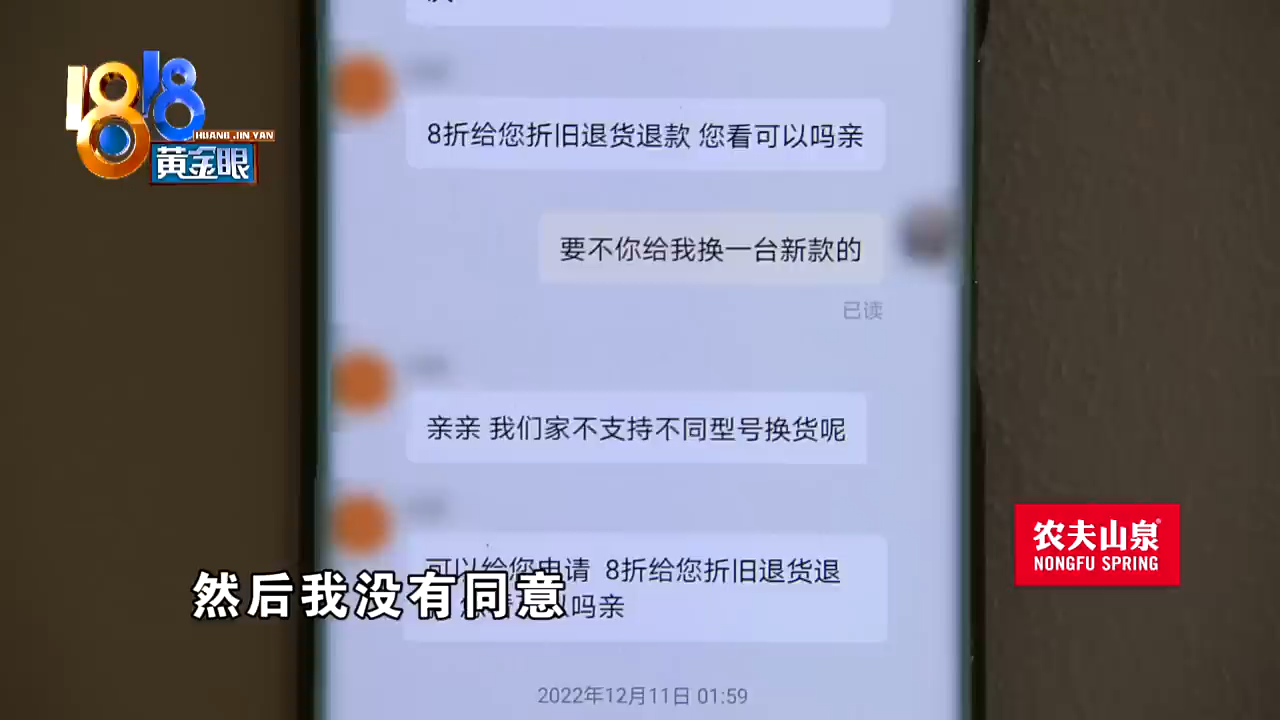 1818
HUANG JIN YAN
黄金眼
8折给您折旧退货退款 您看可以吗亲
要不你给我换一台新款的
已读
亲亲 我们家不支持不同型号换货呢
可以给您申请 8折给您折旧退货退
吗亲
然后我没有同意
2022年12月11日 01:59
农夫山泉
NONGFU SPRING